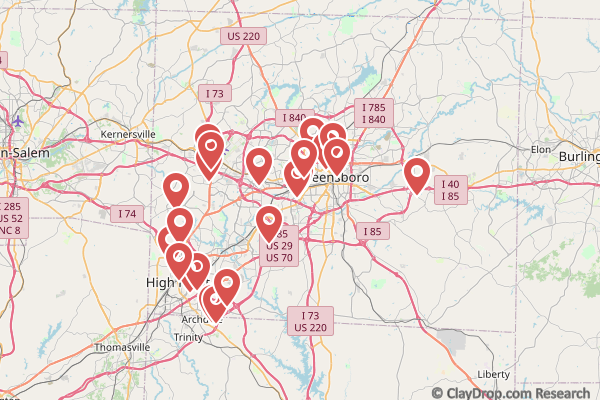 US 220
I 73
I 785
I 840
I 840
Kernersville
n-Salem
Elon
Burling
eensboro
I 40
I 85
I 285
US 52
NC 8
I 74
I 85
85
US 29
US 70
High
I 73
US 220
Archd
Trinity
Thomasville
Liberty
© ClayDrop.com Research